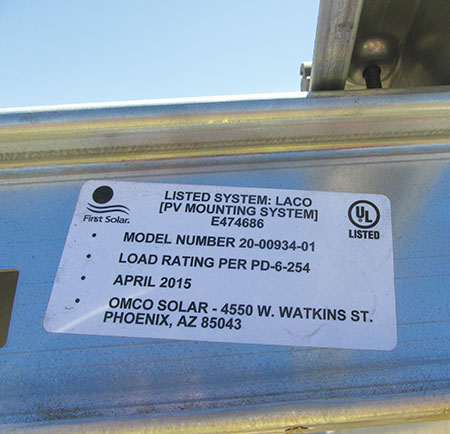 First Solar.
LISTED SYSTEM: LACO
[PV MOUNTING SYSTEM]
E474686
UL
LISTED
• MODEL NUMBER 20-00934-01
• LOAD RATING PER PD-6-254
• APRIL 2015
• OMCO SOLAR - 4550 W. WATKINS ST.
PHOENIX, AZ 85043